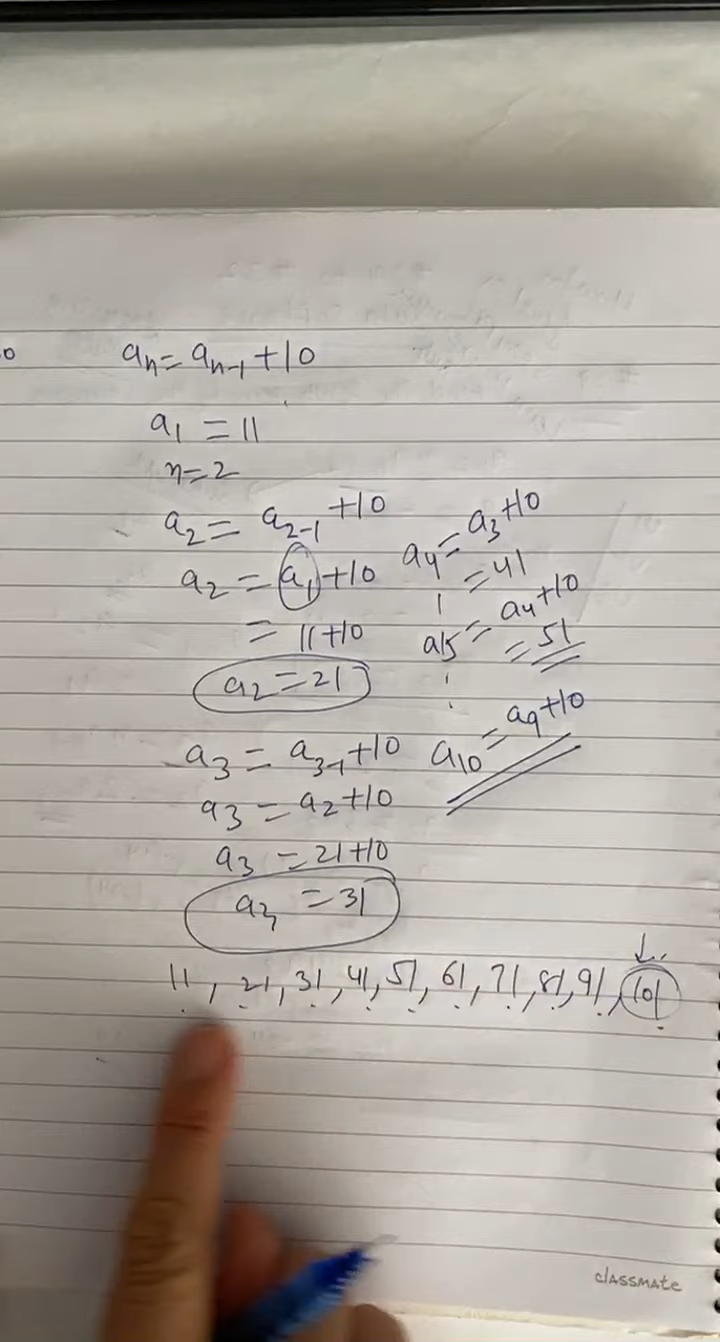 0
aₙ = aₙ₋₁ + 10
a₁ = 11
n = 2
a₂ = a₂₋₁ + 10
a₂ = a₁ + 10
= 11 + 10
a₂ = 21
a₃ = a₃₋₁ + 10
a₃ = a₂ + 10
a₃ = 21 + 10
a₃ = 31
a₄ = a₃ + 10
= 41
a₅ = a₄ + 10
= 51
a₁₀ = a₉ + 10
11, 21, 31, 41, 51, 61, 71, 81, 91, 101
classmate